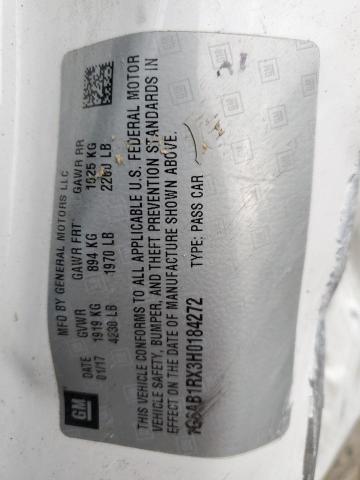 GM
MFD BY GENERAL MOTORS LLC
DATE GVWR GAWR FRT GAWR RR
01/17 1919 KG 894 KG 1025 KG
4230 LB 1970 LB 2260 LB
THIS VEHICLE CONFORMS TO ALL APPLICABLE U.S. FEDERAL MOTOR
VEHICLE SAFETY, BUMPER, AND THEFT PREVENTION STANDARDS IN
EFFECT ON THE DATE OF MANUFACTURE SHOWN ABOVE.
1G6AB1RX3H0184272 TYPE: PASS CAR